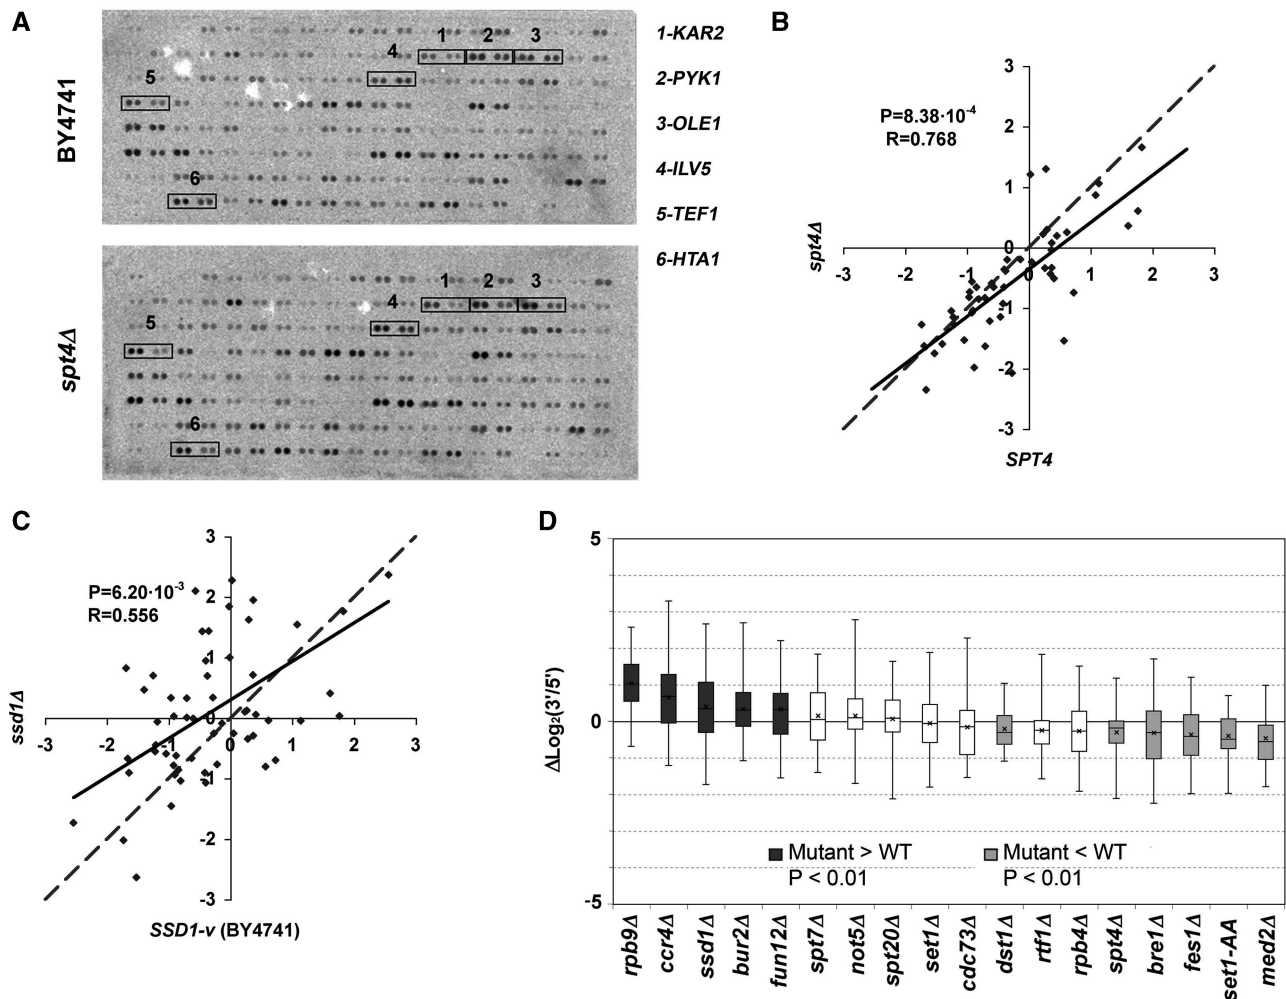 A
BY4741
1
2
3
4
5
6
1-KAR2
2-PYK1
3-OLE1
4-ILV5
5-TEF1
6-HTA1
spt4Δ
1
2
3
4
5
6
B
P=8.38·10⁻⁴
R=0.768
3
2
1
0
-3
-2
-1
0
1
2
3
-1
-2
-3
spt4Δ
SPT4
C
P=6.20·10⁻³
R=0.556
3
2
1
0
-3
-2
-1
0
1
2
3
-1
-2
-3
ssd1Δ
SSD1-v (BY4741)
D
5
0
-5
ΔLog₂(3'/5')
Mutant > WT
P < 0.01
Mutant < WT
P < 0.01
rpb9Δ
ccr4Δ
ssd1Δ
bur2Δ
fun12Δ
spt7Δ
not5Δ
spt20Δ
set1Δ
cdc73Δ
dst1Δ
rtf1Δ
rpb4Δ
spt4Δ
bre1Δ
fes1Δ
set1-AA
med2Δ